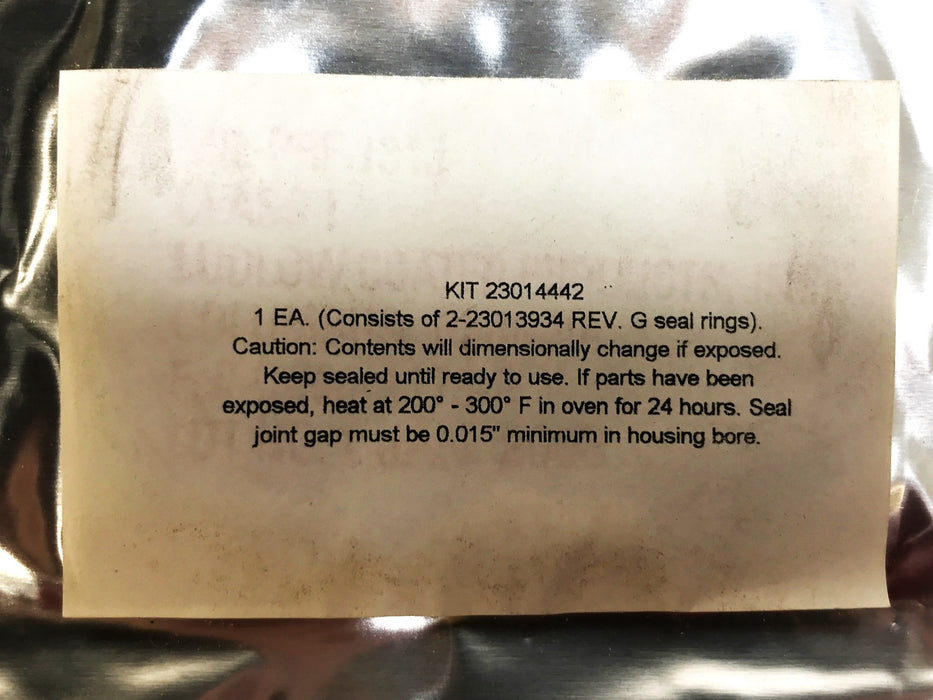 KIT 23014442
1 EA. (Consists of 2-23013934 REV. G seal rings).
Caution: Contents will dimensionally change if exposed.
Keep sealed until ready to use. If parts have been
exposed, heat at 200° - 300° F in oven for 24 hours. Seal
joint gap must be 0.015" minimum in housing bore.